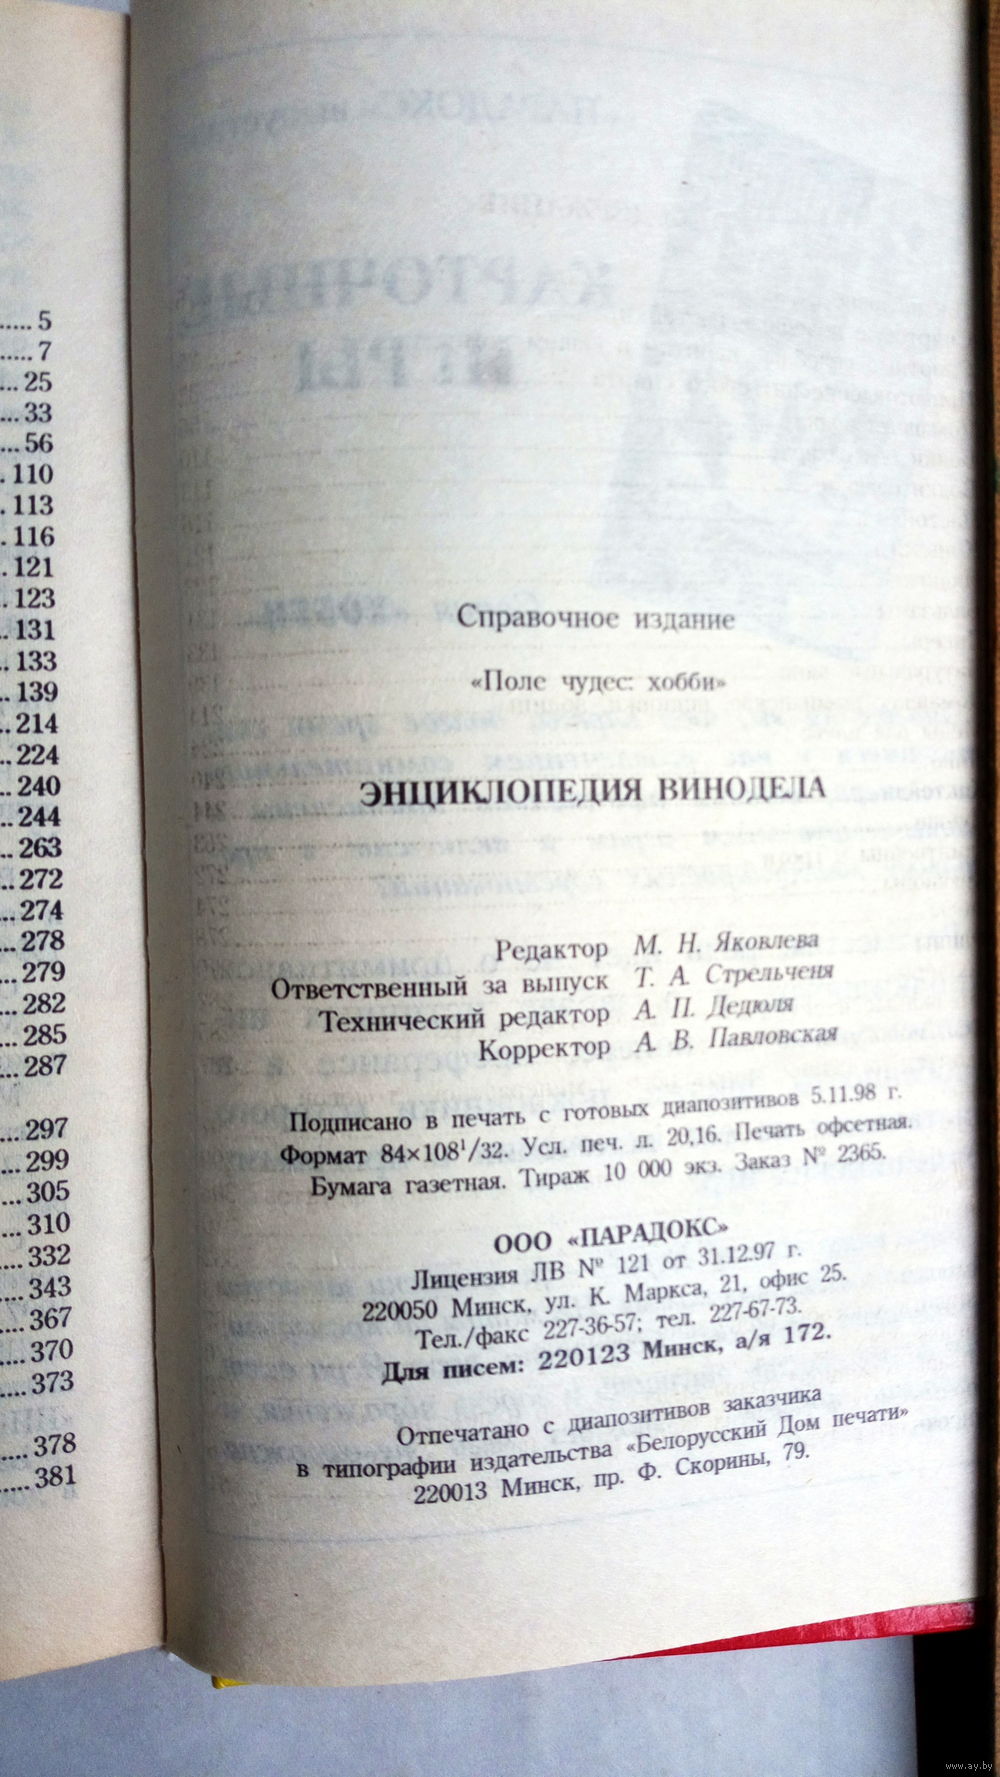 ..... 5
..... 7
... 25
... 33
... 56
. 110
. 113
. 116
. 121
. 123
.. 131
.. 133
.. 139
.. 214
.. 224
.. 240
.. 244
.. 263
... 272
... 274
... 278
... 279
... 282
... 285
... 287
... 297
... 299
... 305
... 310
.... 332
.... 343
.... 367
.... 370
.... 373
.... 378
..... 381
КАРТОЧНЫЕ
ИГРЫ
Справочное издание
«Поле чудес: хобби»
ЭНЦИКЛОПЕДИЯ ВИНОДЕЛА
Редактор М. Н. Яковлева
Ответственный за выпуск Т. А. Стрельченя
Технический редактор А. П. Дедюля
Корректор А. В. Павловская
Подписано в печать с готовых диапозитивов 5.11.98 г.
Формат 84×108¹/32. Усл. печ. л. 20,16. Печать офсетная.
Бумага газетная. Тираж 10 000 экз. Заказ № 2365.
ООО «ПАРАДОКС»
Лицензия ЛВ № 121 от 31.12.97 г.
220050 Минск, ул. К. Маркса, 21, офис 25.
Тел./факс 227-36-57; тел. 227-67-73.
Для писем: 220123 Минск, а/я 172.
Отпечатано с диапозитивов заказчика
в типографии издательства «Белорусский Дом печати»
220013 Минск, пр. Ф. Скорины, 79.
www.ay.by